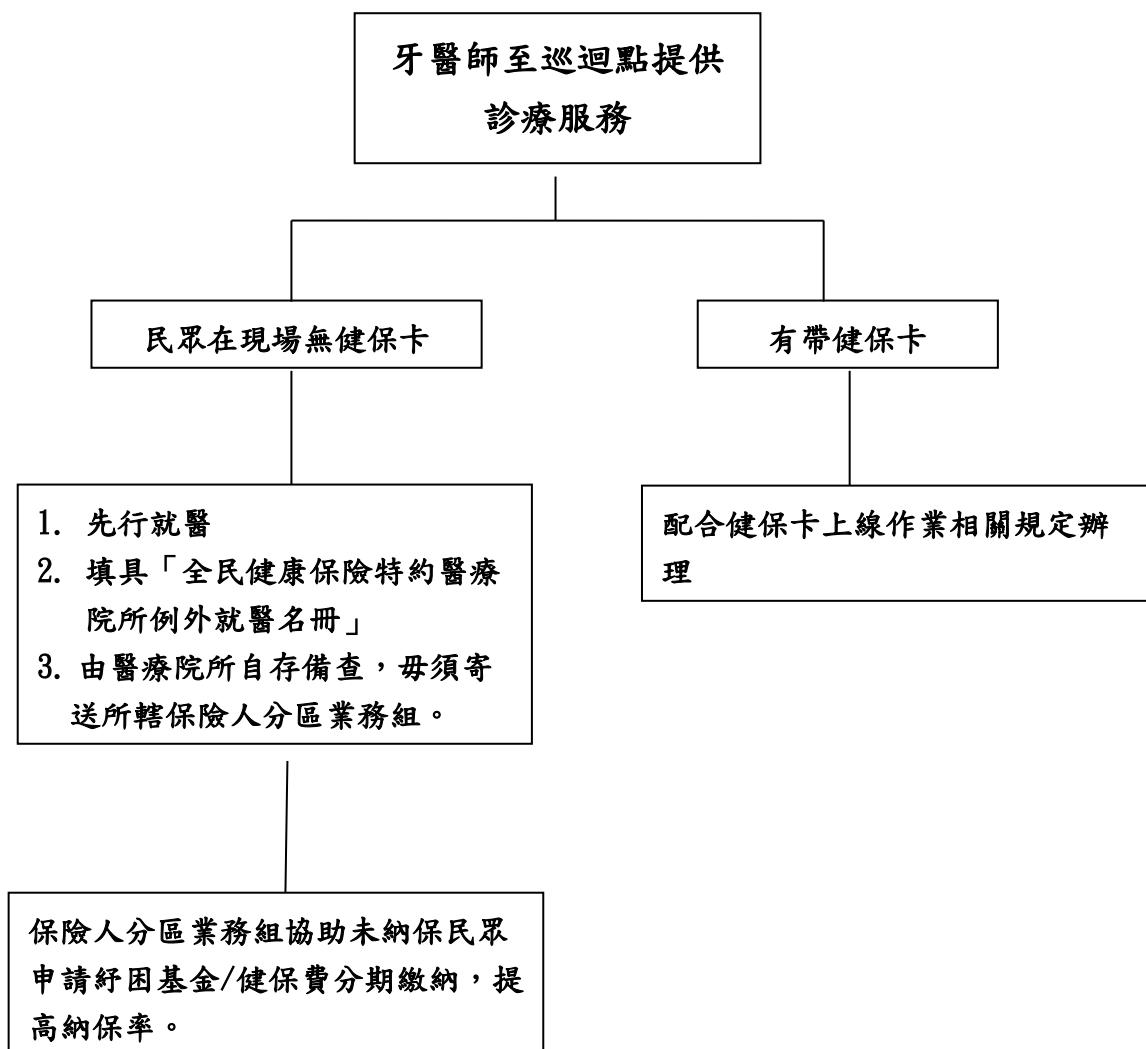 牙醫師至巡迴點提供
診療服務
民眾在現場無健保卡
有帶健保卡
1. 先行就醫
2. 填具「全民健康保險特約醫療
院所例外就醫名冊」
3. 由醫療院所自存備查，毋須寄
送所轄保險人分區業務組。
配合健保卡上線作業相關規定辦
理
保險人分區業務組協助未納保民眾
申請紓困基金/健保費分期繳納，提
高納保率。